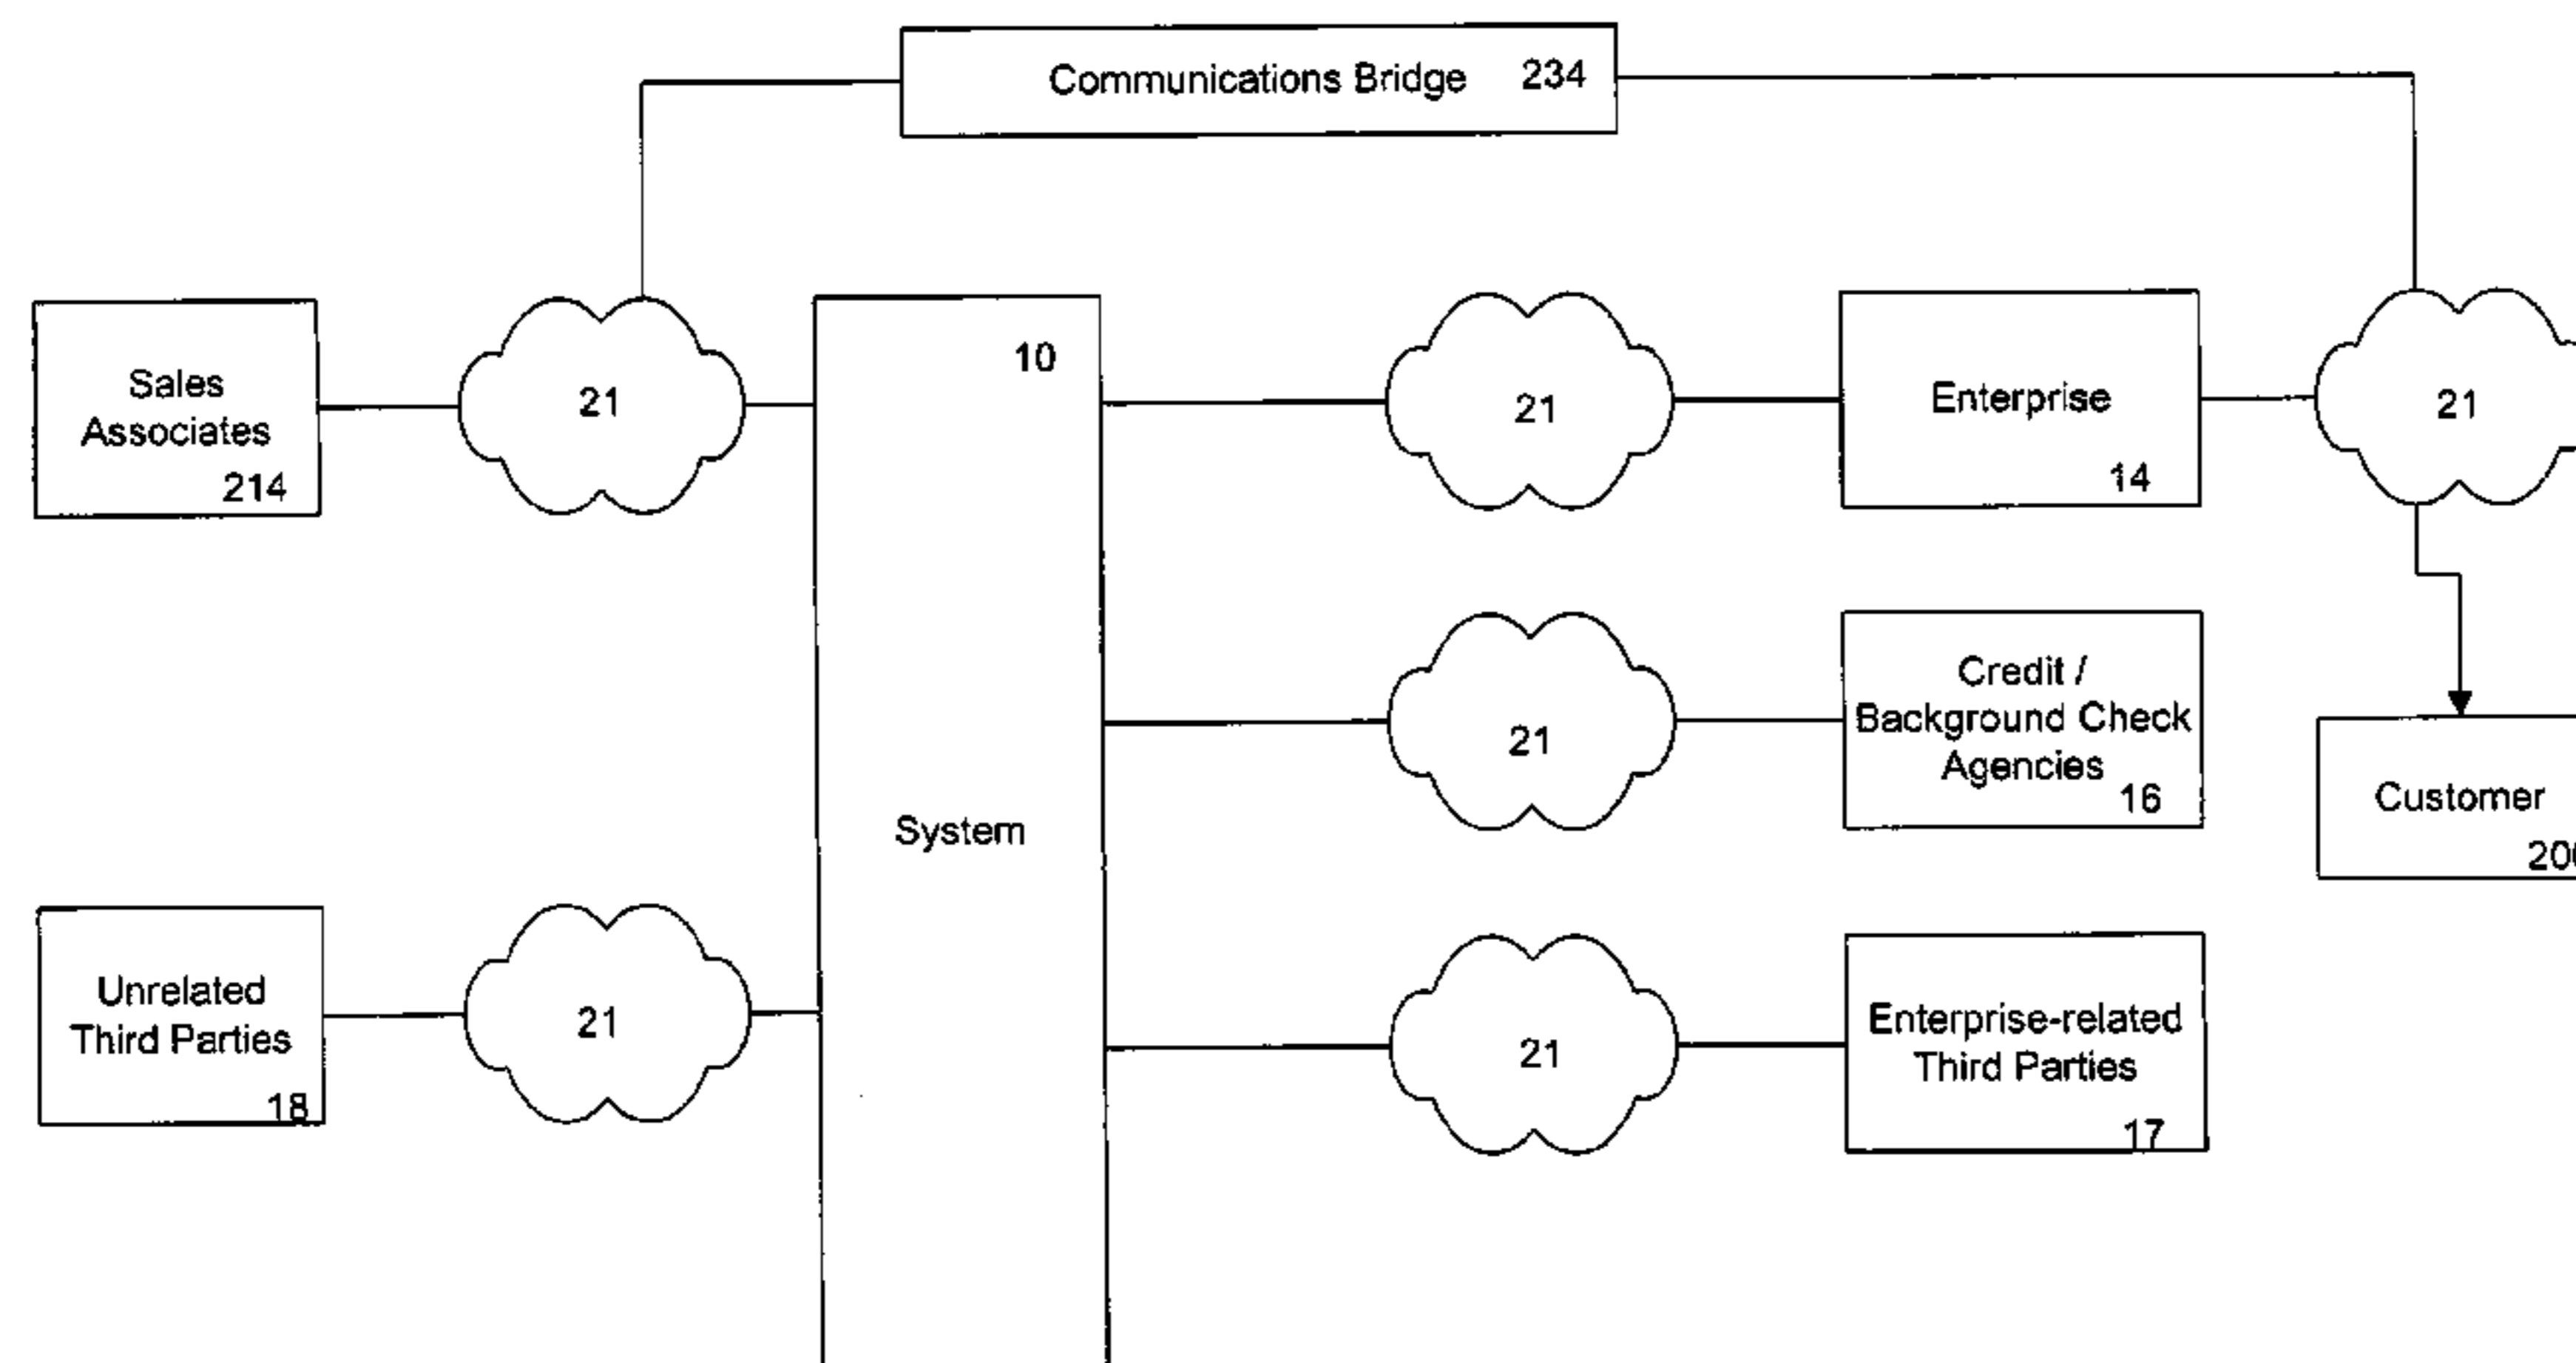 Communications Bridge 234
Sales
Associates
214
21
10
21
Enterprise
14
21
Credit /
Background Check
Agencies
16
21
System
Customer
Unrelated
Third Parties
18
21
21
Enterprise-related
Third Parties
17